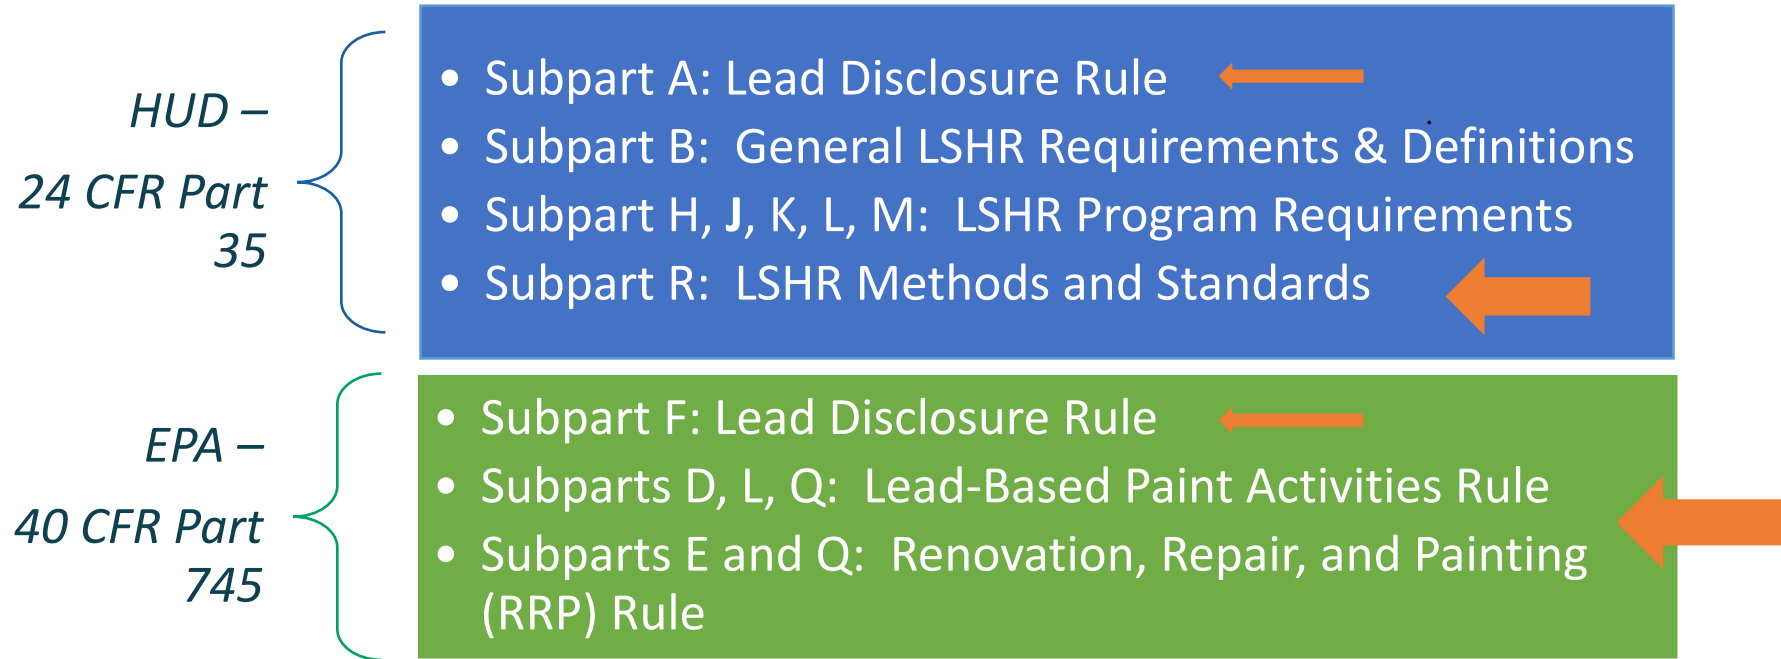 HUD –
24 CFR Part
35
• Subpart A: Lead Disclosure Rule
• Subpart B:  General LSHR Requirements & Definitions
• Subpart H, J, K, L, M:  LSHR Program Requirements
• Subpart R:  LSHR Methods and Standards
EPA –
40 CFR Part
745
• Subpart F: Lead Disclosure Rule
• Subparts D, L, Q:  Lead-Based Paint Activities Rule
• Subparts E and Q:  Renovation, Repair, and Painting
(RRP) Rule